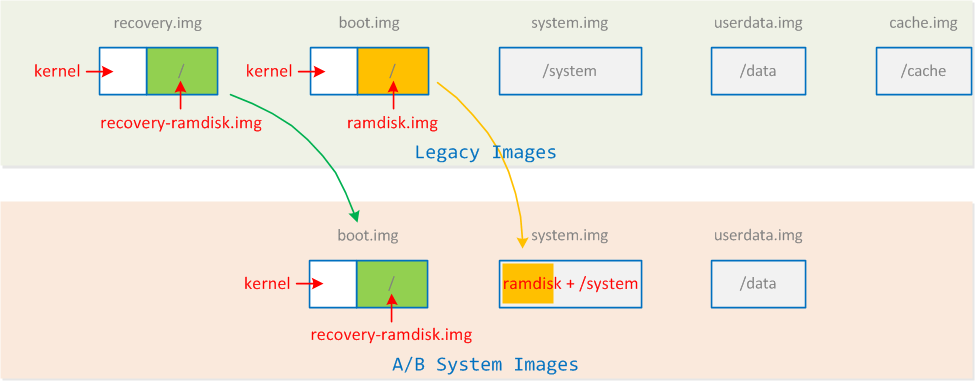 recovery.img
boot.img
system.img
userdata.img
cache.img
kernel
/
kernel
/
/system
/data
/cache
recovery-ramdisk.img
ramdisk.img
Legacy Images
boot.img
system.img
userdata.img
kernel
/
ramdisk + /system
/data
recovery-ramdisk.img
A/B System Images